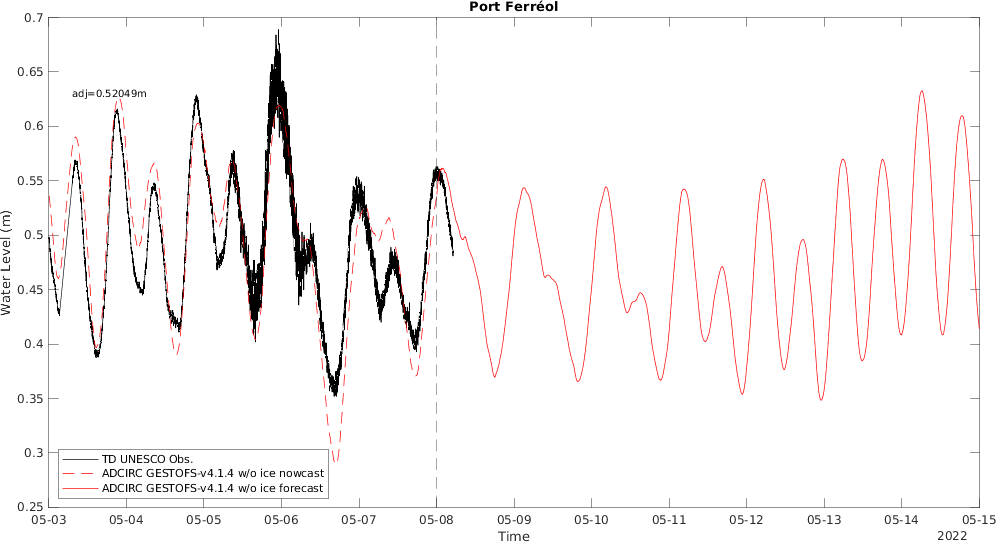 Port Ferréol
0.7
0.65
0.6
0.55
0.5
0.45
0.4
0.35
0.3
0.25
Water Level (m)
adj=0.52049m
TD UNESCO Obs.
ADCIRC GESTOFS-v4.1.4 w/o ice nowcast
ADCIRC GESTOFS-v4.1.4 w/o ice forecast
05-03 05-04 05-05 05-06 05-07 05-08 05-09 05-10 05-11 05-12 05-13 05-14 05-15
Time
2022